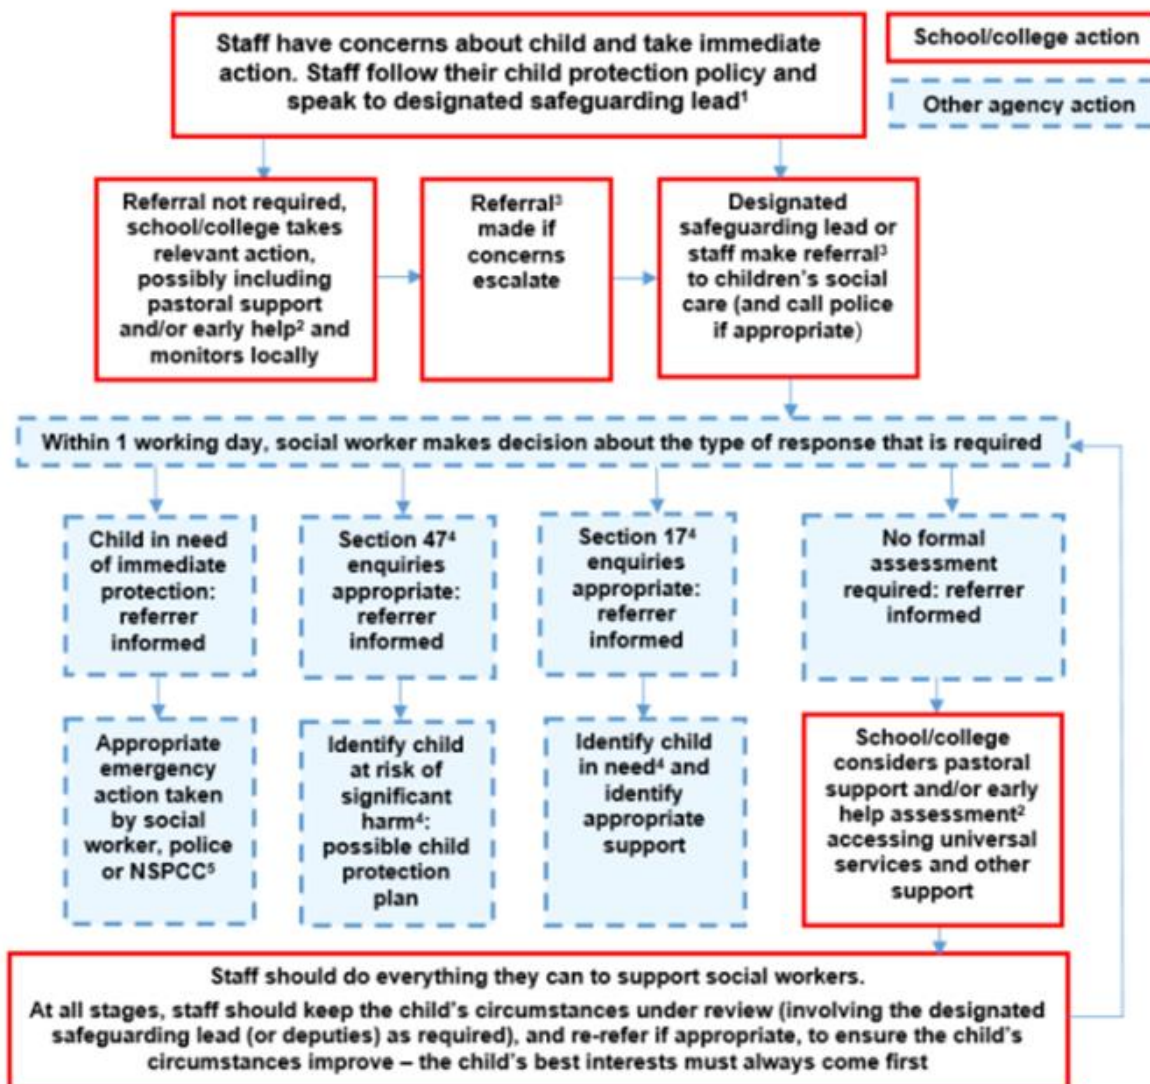 Staff have concerns about child and take immediate
action. Staff follow their child protection policy and
speak to designated safeguarding lead¹
School/college action
Other agency action
Referral not required,
school/college takes
relevant action,
possibly including
pastoral support
and/or early help² and
monitors locally
Referral³
made if
concerns
escalate
Designated
safeguarding lead or
staff make referral³
to children's social
care (and call police
if appropriate)
Within 1 working day, social worker makes decision about the type of response that is required
Child in need
of immediate
protection:
referrer
informed
Section 47⁴
enquiries
appropriate:
referrer
informed
Section 17⁴
enquiries
appropriate:
referrer
informed
No formal
assessment
required: referrer
informed
Appropriate
emergency
action taken
by social
worker, police
or NSPCC⁵
Identify child
at risk of
significant
harm⁴:
possible child
protection
plan
Identify child
in need⁴ and
identify
appropriate
support
School/college
considers pastoral
support and/or early
help assessment²
accessing universal
services and other
support
Staff should do everything they can to support social workers.
At all stages, staff should keep the child's circumstances under review (involving the designated
safeguarding lead (or deputies) as required), and re-refer if appropriate, to ensure the child's
circumstances improve – the child's best interests must always come first